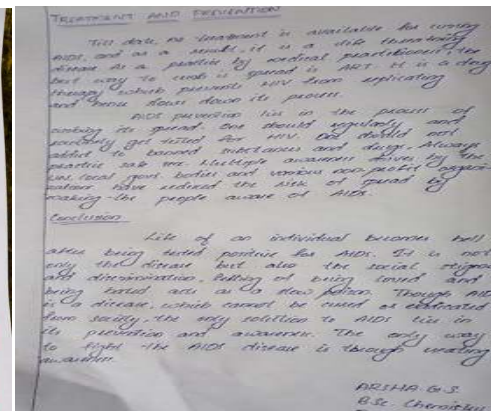 TREATMENT AND PREVENTION
Till date, no treatment is available for curing
AIDS, and as a result, it is a life threatening
disease. As a practice by medical practitioners, the
best way to curb its spread is ART. It is a drug
therapy which prevents HIV from replicating
and hence slows down its process.
AIDS prevention lies in the process of
curbing its spread. One should regularly and
routinely get tested for HIV. One should not
addict to banned substances and drugs. Always
practice safe sex. Multiple awareness drives by the
UN, local govt. bodies and various non-profit organi-
sations have reduced the risk of spread by
making the people aware of AIDS.
Conclusion
Life of an individual becomes hell
after being tested positive for AIDS. It is not
only the disease but also the social stigma
and discrimination, felling of being loved and
being hated acts as a slow poison. Though AIDS
is a disease, which cannot be cured or eradicated
from society, the only solution to AIDS lies in
its prevention and awareness. The only way
to fight the AIDS disease is through creating
awareness.
ARSHA G.S
B.Sc. Chemistry